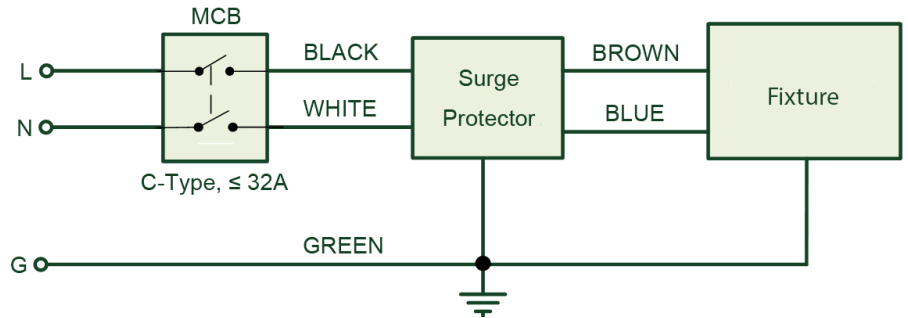 MCB
L
BLACK
BROWN
Surge
Protector
Fixture
N
WHITE
BLUE
C-Type, ≤ 32A
G
GREEN